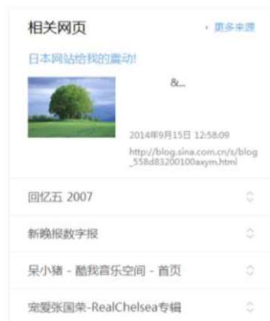 相关网页
更多来源
日本网站给我的震动!
&...
2014年9月15日 12:58:09
http://blog.sina.com.cn/s/blog
_558d83200100axym.html
回忆五 2007
新晚报数字报
呆小猪 - 酷我音乐空间 - 首页
宠爱张国荣-RealChelsea专辑